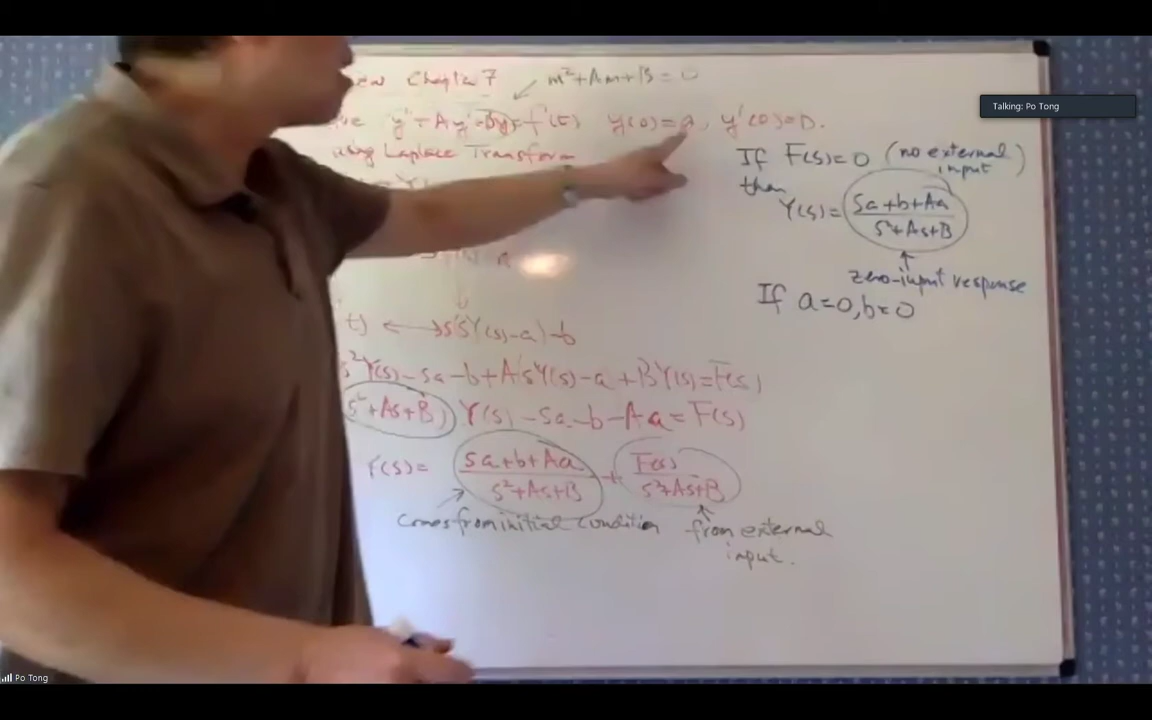 Chapter 7 m²+Am+B=0
y"+Ay'+By=f(t) y(0)=a, y'(0)=b.
using Laplace Transform
If F(s)=0 (no external input)
then
Y(s)= Sa+b+Aa / S²+As+B
zero-input response
If a=0, b=0
t) ⟷ s(sY(s)-a)-b
s²Y(s)-sa-b+A(sY(s)-a)+BY(s)=F(s)
(s²+As+B) Y(s)-Sa-b-Aa=F(s)
Y(s)= Sa+b+Aa / S²+As+B + F(s) / S²+As+B
comes from initial condition
from external
input.
Talking: Po Tong
Po Tong